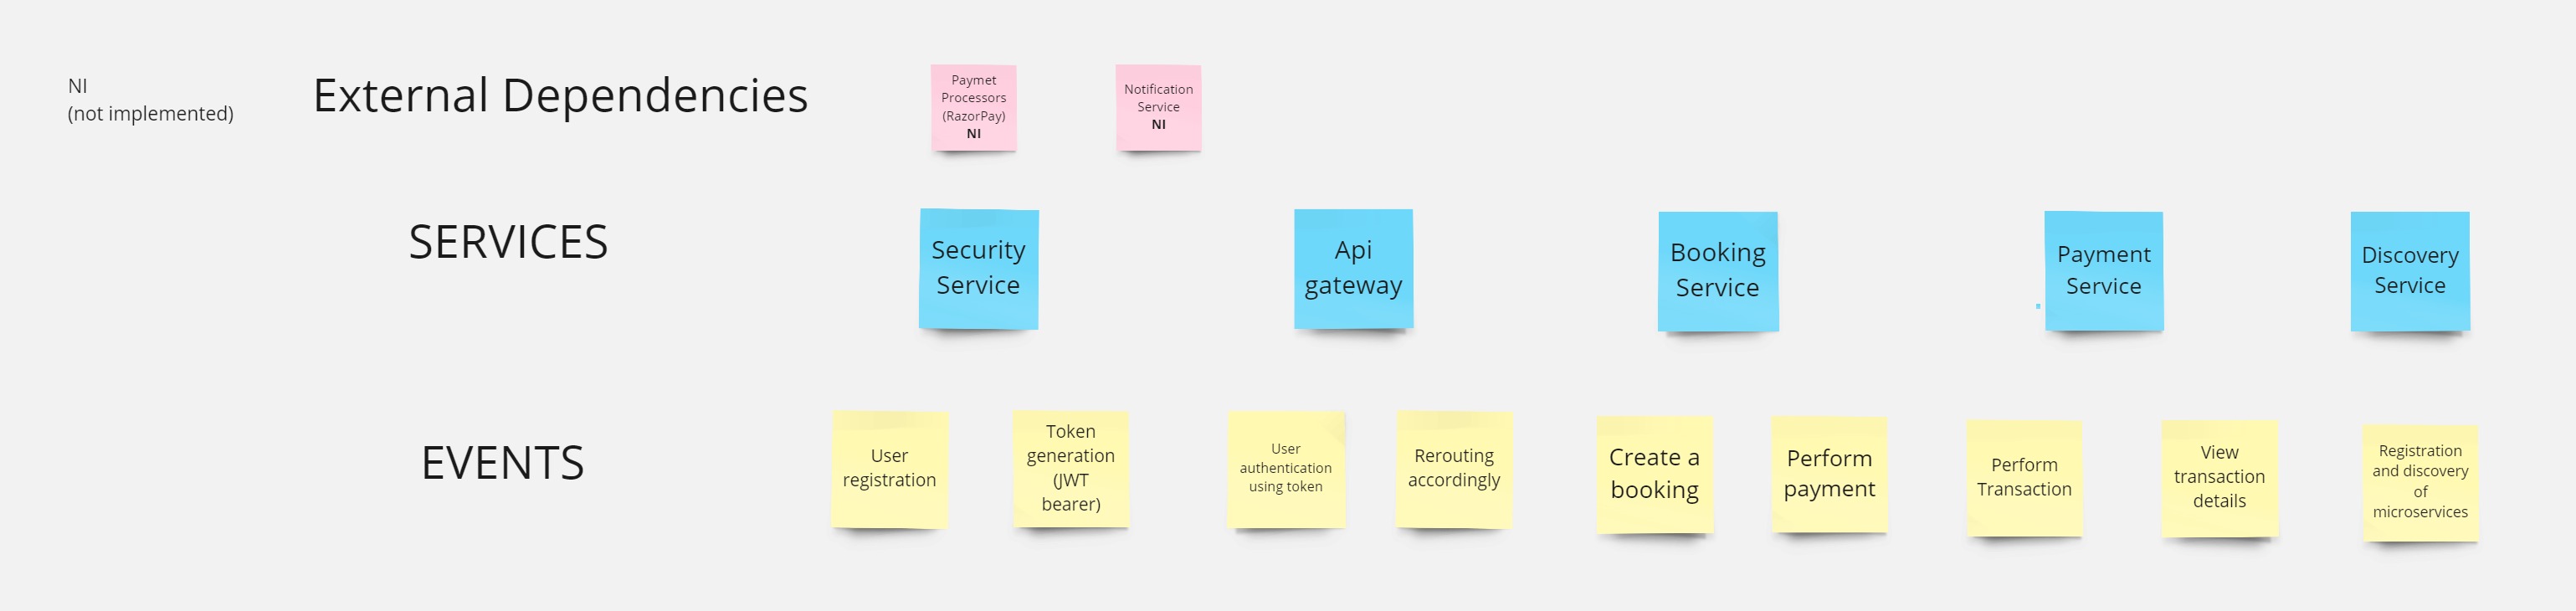 NI
(not implemented)
External Dependencies
Paymet
Processors
(RazorPay)
NI
Notification
Service
NI
SERVICES
Security
Service
Api
gateway
Booking
Service
Payment
Service
Discovery
Service
EVENTS
User
registration
Token
generation
(JWT
bearer)
User
authentication
using token
Rerouting
accordingly
Create a
booking
Perform
payment
Perform
Transaction
View
transaction
details
Registration
and discovery
of
microservices